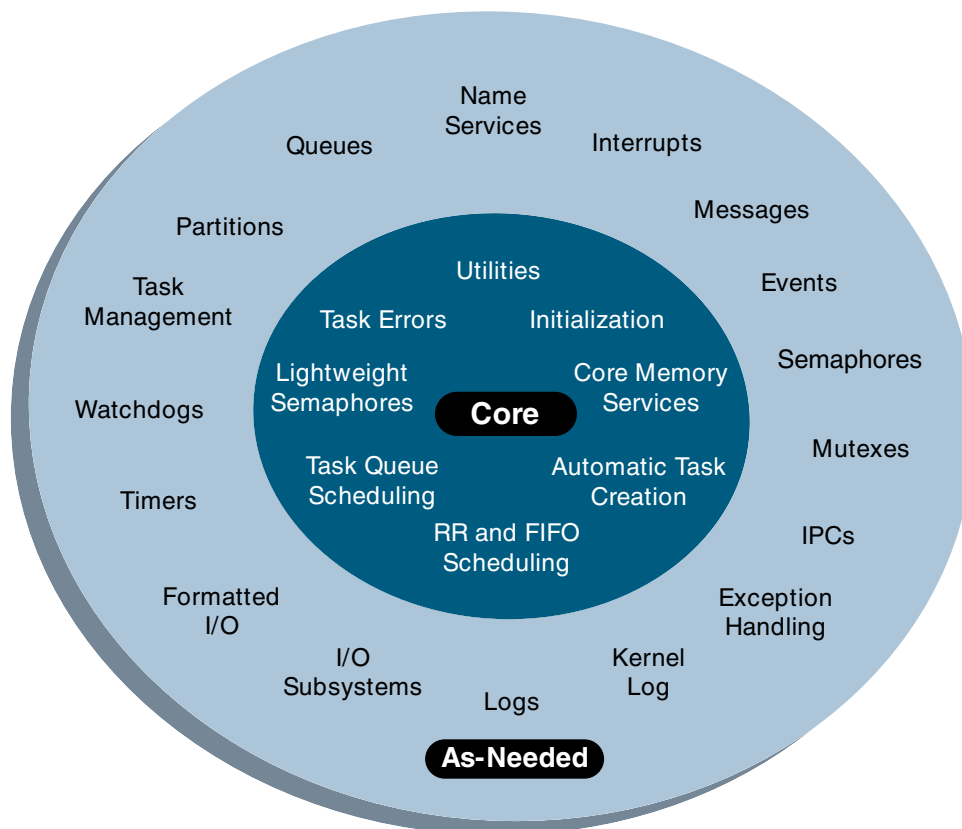 Name
Services
Queues
Interrupts
Messages
Partitions
Events
Task
Management
Semaphores
Watchdogs
Mutexes
Timers
IPCs
Formatted
I/O
Exception
Handling
I/O
Subsystems
Kernel
Log
Logs
As-Needed
Utilities
Task Errors
Initialization
Lightweight
Semaphores
Core Memory
Services
Core
Task Queue
Scheduling
Automatic Task
Creation
RR and FIFO
Scheduling